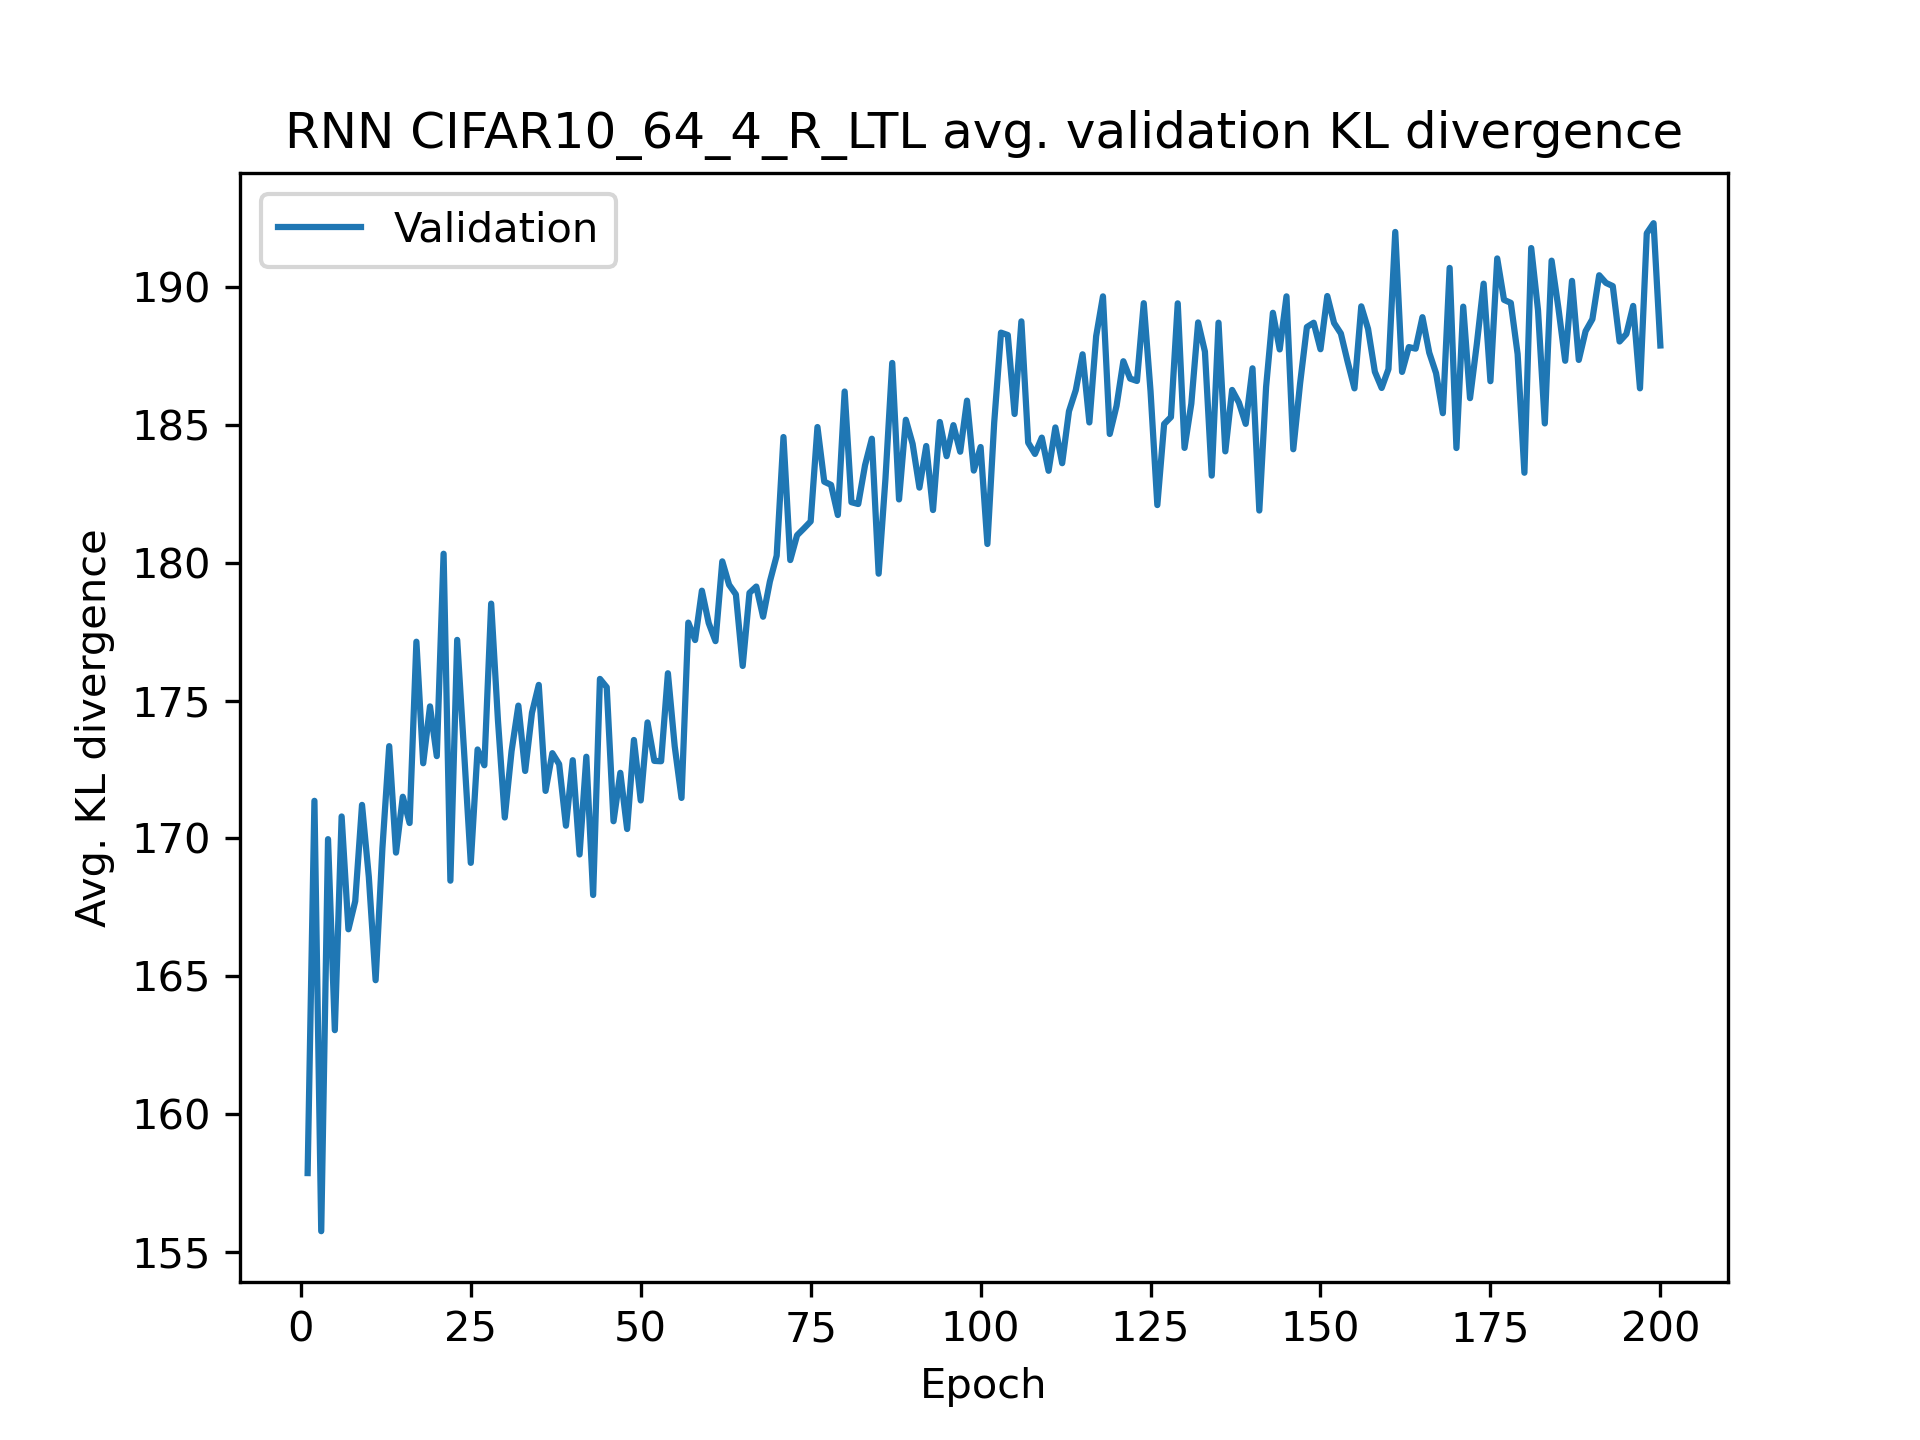 RNN CIFAR10_64_4_R_LTL avg. validation KL divergence
Validation
190
185
180
175
170
165
160
155
Avg. KL divergence
0 25 50 75 100 125 150 175 200
Epoch